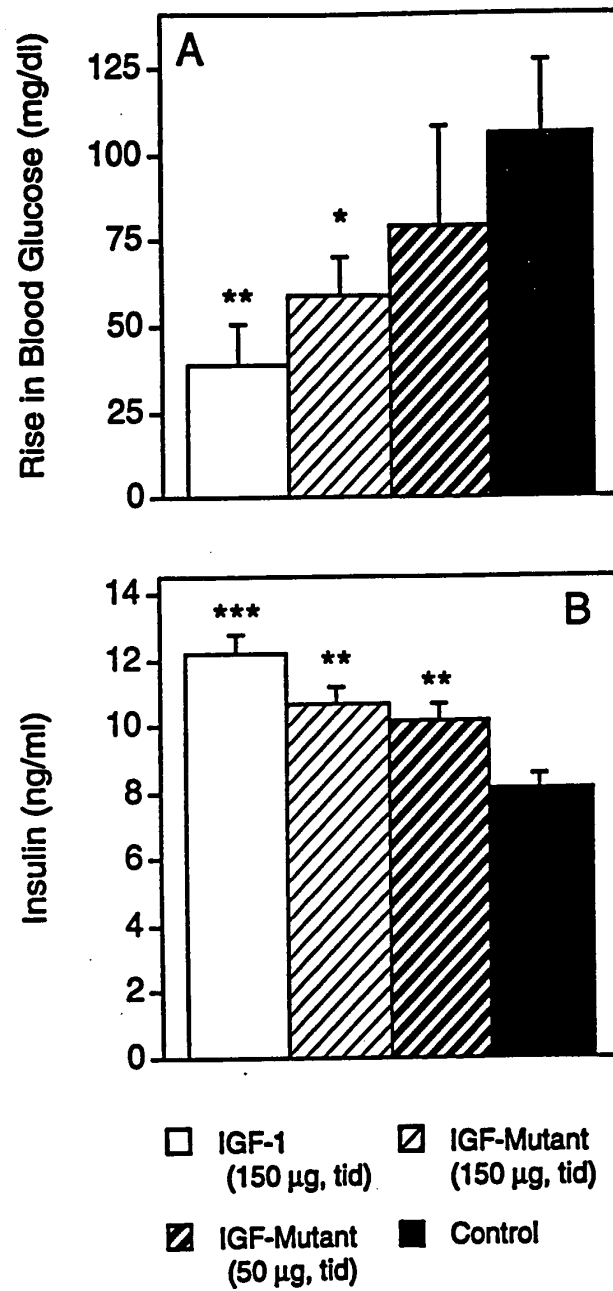 A
Rise in Blood Glucose (mg/dl)
125
100
75
50
25
0
**
*
B
Insulin (ng/ml)
14
12
10
8
6
4
2
0
***
**
**
IGF-1
(150 µg, tid)
IGF-Mutant
(150 µg, tid)
IGF-Mutant
(50 µg, tid)
Control